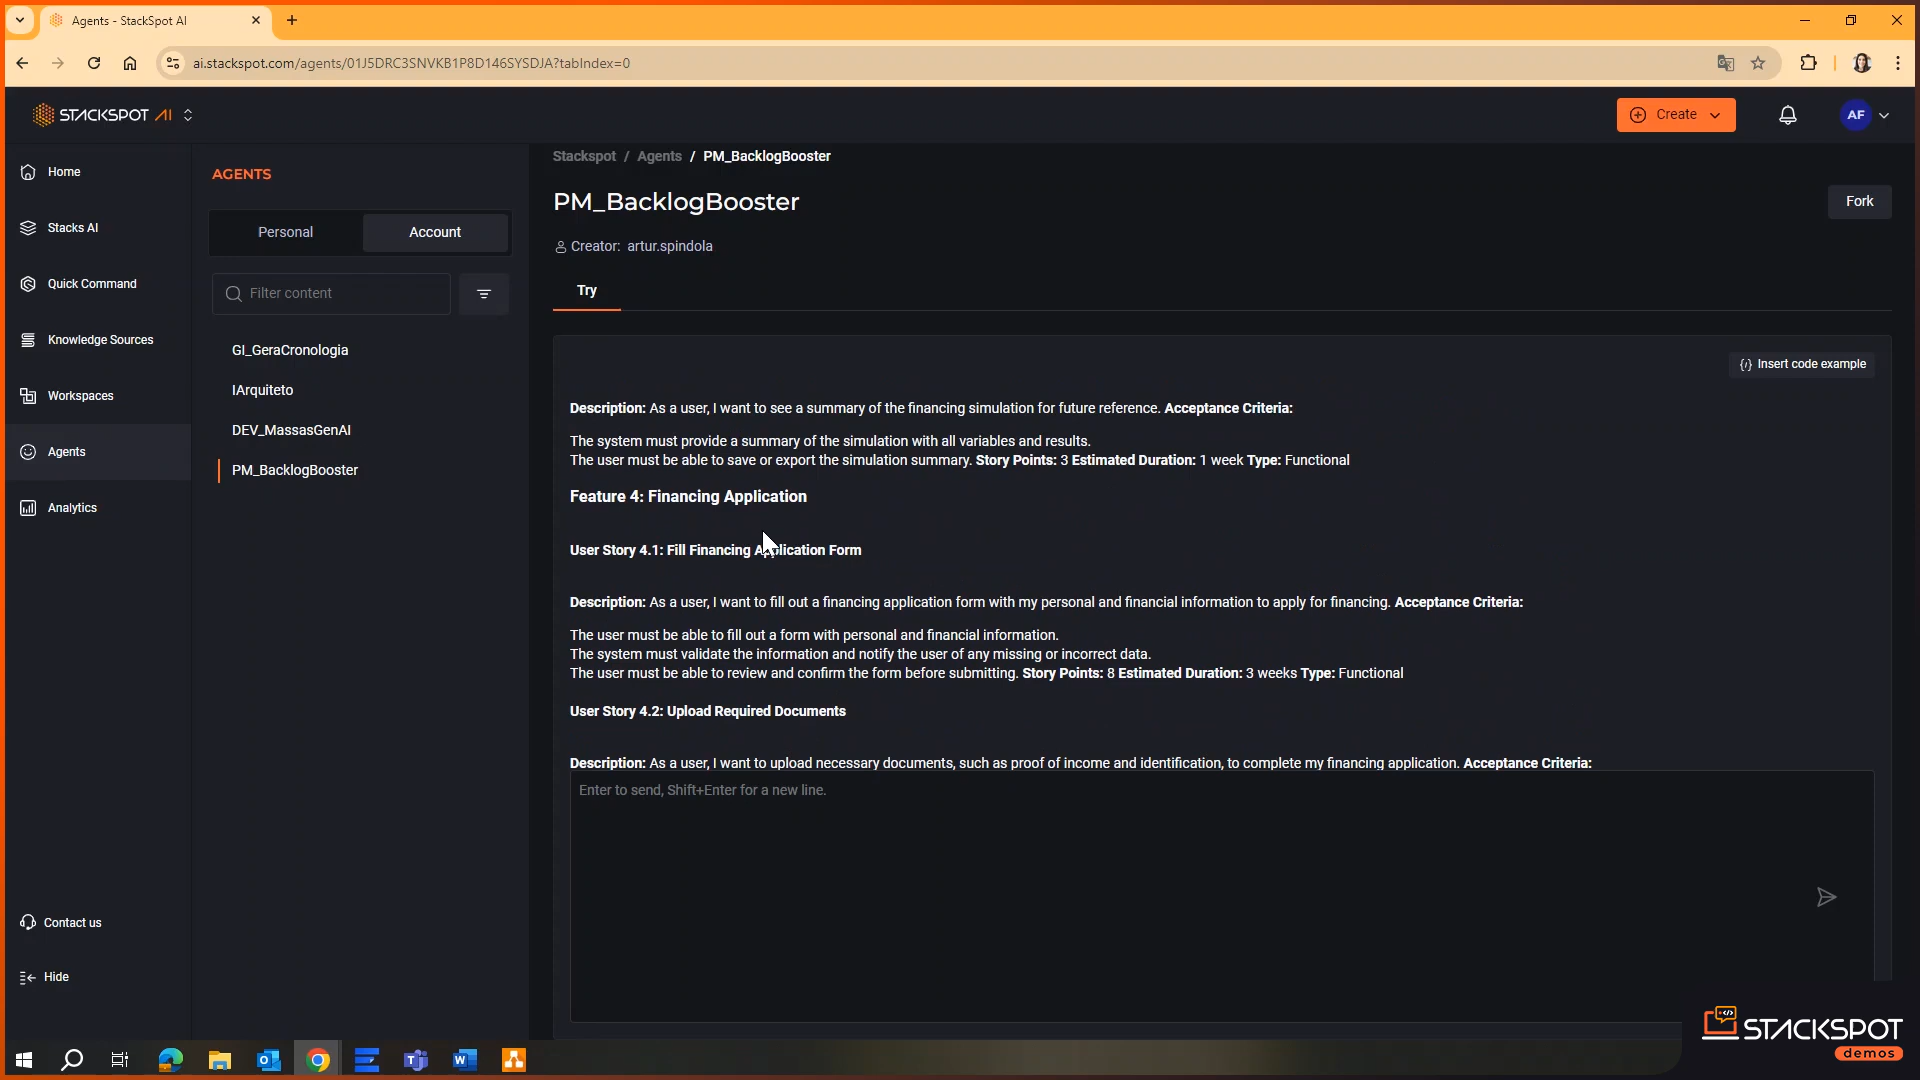 Agents - StackSpot AI
ai.stackspot.com/agents/01J5DRC3SNVKB1P8D146SYSDJA?tabIndex=0
STACKSPOT AI
Create
AF
Home
Stacks AI
Quick Command
Knowledge Sources
Workspaces
Agents
Analytics
Contact us
Hide
AGENTS
Personal
Account
Filter content
GI_GeraCronologia
IArquiteto
DEV_MassasGenAI
PM_BacklogBooster
Stackspot / Agents / PM_BacklogBooster
PM_BacklogBooster
Fork
Creator: artur.spindola
Try
Insert code example
Description: As a user, I want to see a summary of the financing simulation for future reference. Acceptance Criteria:
The system must provide a summary of the simulation with all variables and results.
The user must be able to save or export the simulation summary. Story Points: 3 Estimated Duration: 1 week Type: Functional
Feature 4: Financing Application
User Story 4.1: Fill Financing Application Form
Description: As a user, I want to fill out a financing application form with my personal and financial information to apply for financing. Acceptance Criteria:
The user must be able to fill out a form with personal and financial information.
The system must validate the information and notify the user of any missing or incorrect data.
The user must be able to review and confirm the form before submitting. Story Points: 8 Estimated Duration: 3 weeks Type: Functional
User Story 4.2: Upload Required Documents
Description: As a user, I want to upload necessary documents, such as proof of income and identification, to complete my financing application. Acceptance Criteria:
Enter to send, Shift+Enter for a new line.
STACKSPOT
demos